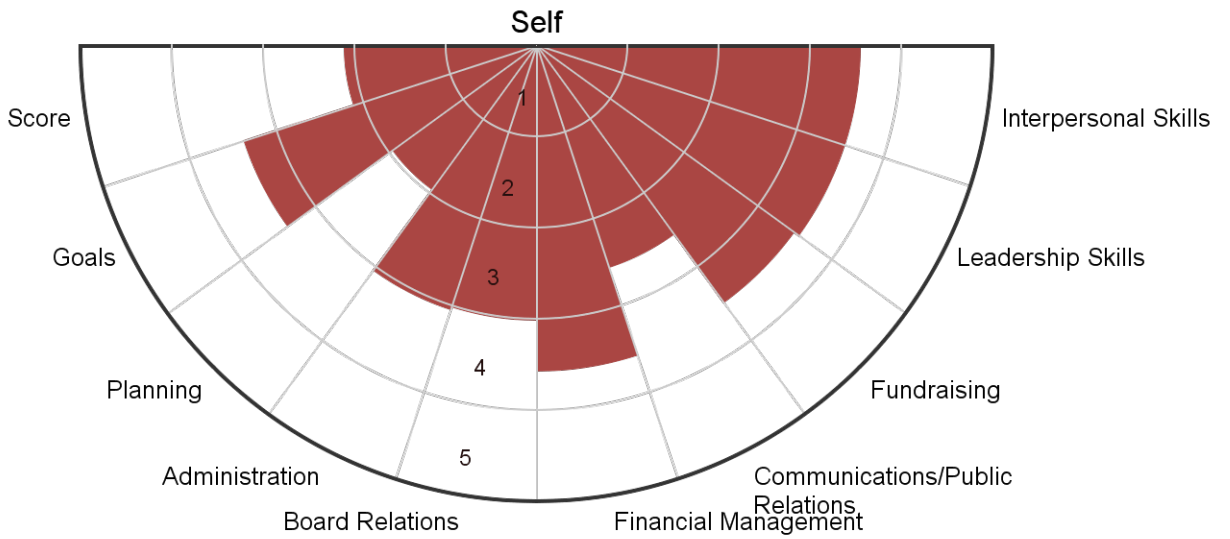 Self
1
Score
Interpersonal Skills
2
Goals
Leadership Skills
3
4
Planning
Fundraising
5
Administration
Communications/Public
Relations
Board Relations
Financial Management